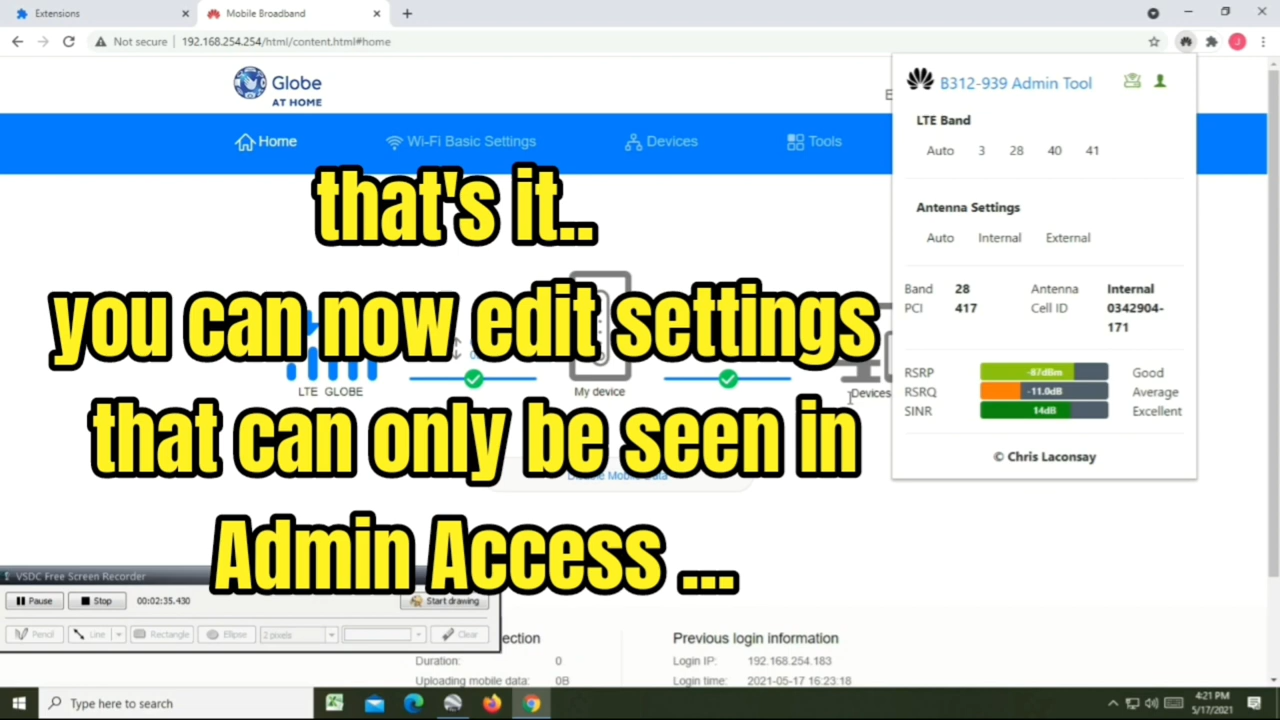 Extensions
Mobile Broadband
Not secure
192.168.254.254/html/content.html#home
J
Globe
AT HOME
E
Home
Wi-Fi Basic Settings
Devices
Tools
B312-939 Admin Tool
LTE Band
Auto 3 28 40 41
Antenna Settings
Auto Internal External
Band 28 Antenna Internal
PCI 417 Cell ID 0342904-
171
RSRP -87dBm Good
RSRQ -11.0dB Average
SINR 14dB Excellent
© Chris Laconsay
that's it..
you can now edit settings
that can only be seen in
Admin Access ...
LTE GLOBE
My device
Devices
Disable Mobile Data
VSDC Free Screen Recorder
Pause Stop 00:02:35.430 Start drawing
Pencil Line Rectangle Ellipse 2 pixels Clear
ection
Duration: 0
Uploading mobile data: 0B
Previous login information
Login IP: 192.168.254.183
Login time: 2021-05-17 16:23:18
Type here to search
4:21 PM
5/17/2021